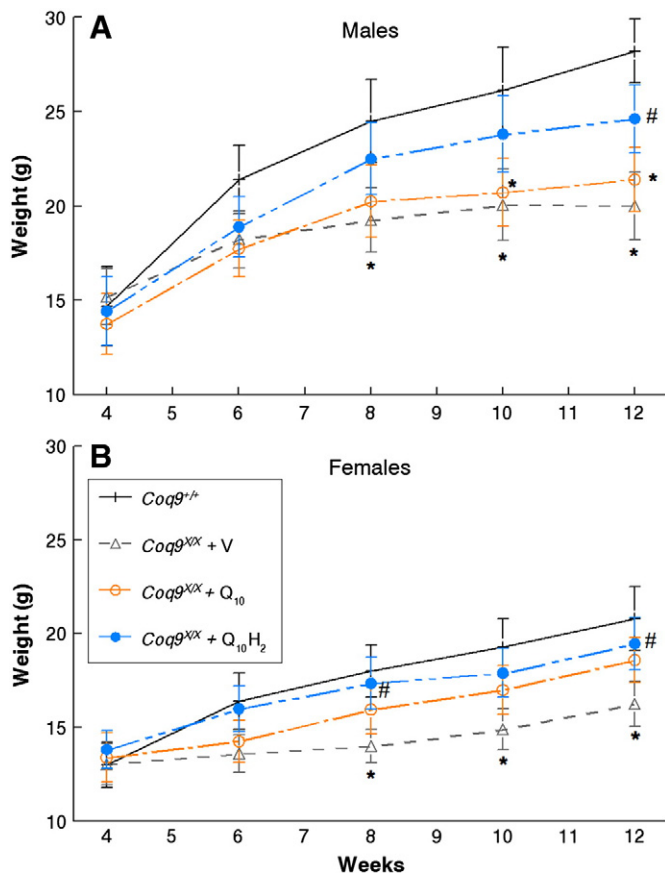 A
Males
Weight (g)
30
25
20
15
10
#
*
*
* * *
4 5 6 7 8 9 10 11 12
B
Females
Weight (g)
30
25
20
15
10
Coq9+/+
Coq9X/X + V
Coq9X/X + Q10
Coq9X/X + Q10H2
#
#
* * *
4 5 6 7 8 9 10 11 12
Weeks